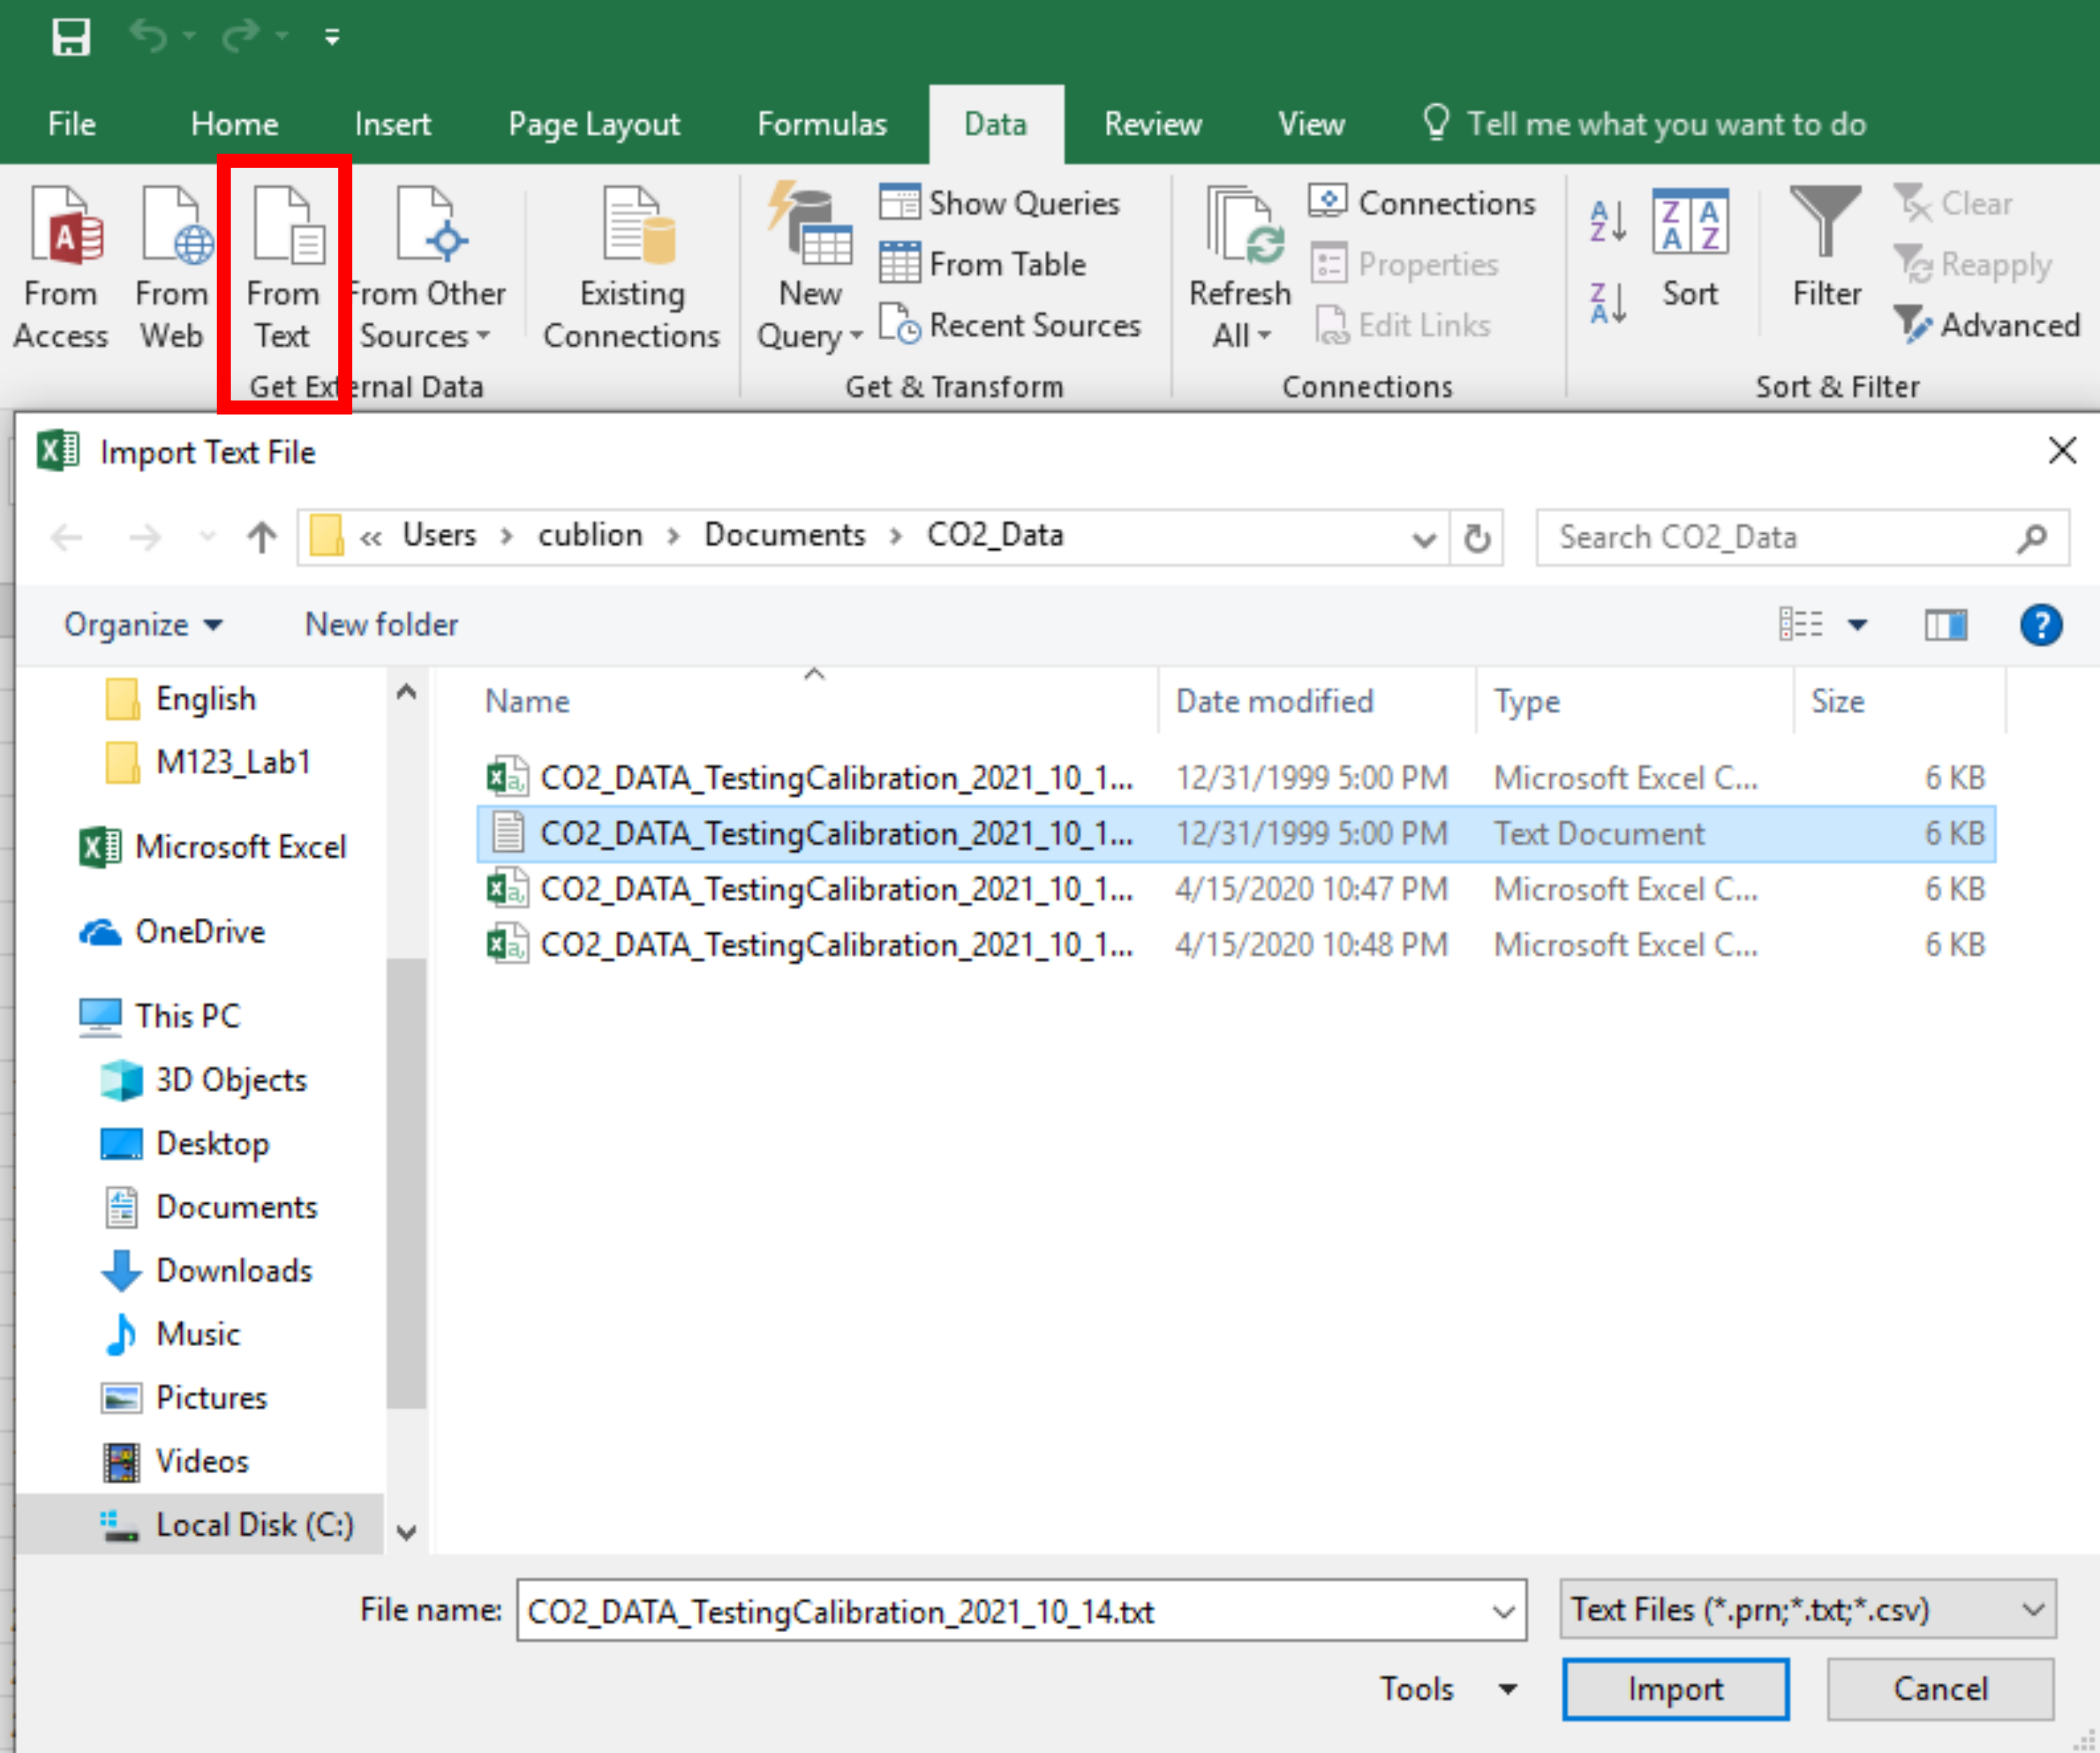 File Home Insert Page Layout Formulas Data Review View Tell me what you want to do
From Access
From Web
From Text
From Other Sources
Existing Connections
New Query
Show Queries
From Table
Recent Sources
Refresh All
Connections
Properties
Edit Links
Sort
Filter
Clear
Reapply
Advanced
Get External Data
Get & Transform
Connections
Sort & Filter
Import Text File
« Users > cublion > Documents > CO2_Data
Search CO2_Data
Organize New folder
Name Date modified Type Size
CO2_DATA_TestingCalibration_2021_10_1... 12/31/1999 5:00 PM Microsoft Excel C... 6 KB
CO2_DATA_TestingCalibration_2021_10_1... 12/31/1999 5:00 PM Text Document 6 KB
CO2_DATA_TestingCalibration_2021_10_1... 4/15/2020 10:47 PM Microsoft Excel C... 6 KB
CO2_DATA_TestingCalibration_2021_10_1... 4/15/2020 10:48 PM Microsoft Excel C... 6 KB
English
M123_Lab1
Microsoft Excel
OneDrive
This PC
3D Objects
Desktop
Documents
Downloads
Music
Pictures
Videos
Local Disk (C:)
File name: CO2_DATA_TestingCalibration_2021_10_14.txt Text Files (*.prn;*.txt;*.csv)
Tools Import Cancel